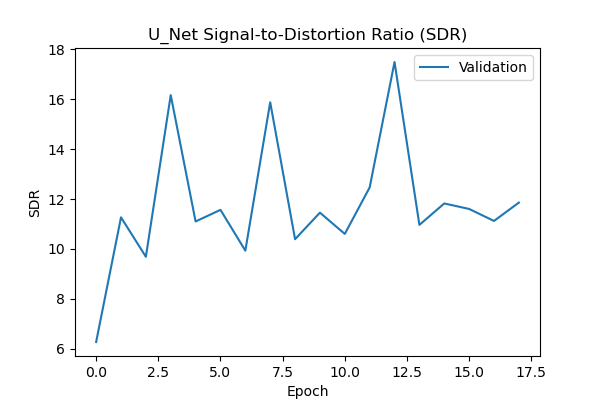 U_Net Signal-to-Distortion Ratio (SDR)
18
16
14
12
10
8
6
SDR
Validation
0.0 2.5 5.0 7.5 10.0 12.5 15.0 17.5
Epoch